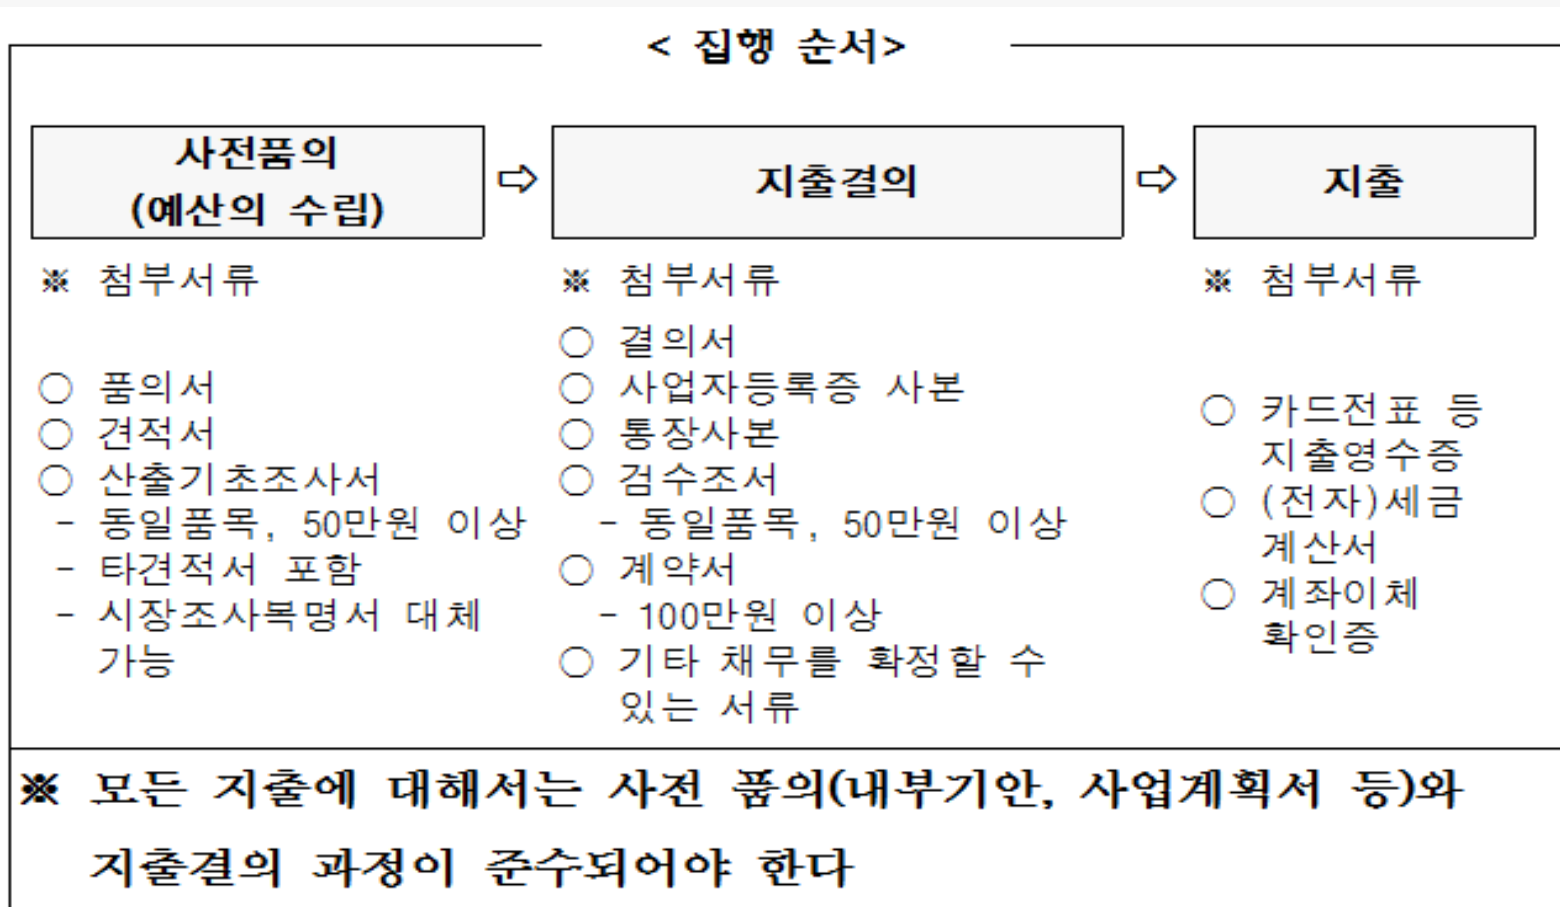 < 집행 순서>
사전품의
(예산의 수립)
⇨
지출결의
⇨
지출
※ 첨부서류
○ 품의서
○ 견적서
○ 산출기초조사서
- 동일품목, 50만원 이상
- 타견적서 포함
- 시장조사복명서 대체
가능
※ 첨부서류
○ 결의서
○ 사업자등록증 사본
○ 통장사본
○ 검수조서
- 동일품목, 50만원 이상
○ 계약서
- 100만원 이상
○ 기타 채무를 확정할 수
있는 서류
※ 첨부서류
○ 카드전표 등
지출영수증
○ (전자)세금
계산서
○ 계좌이체
확인증
※ 모든 지출에 대해서는 사전 품의(내부기안, 사업계획서 등)와
지출결의 과정이 준수되어야 한다